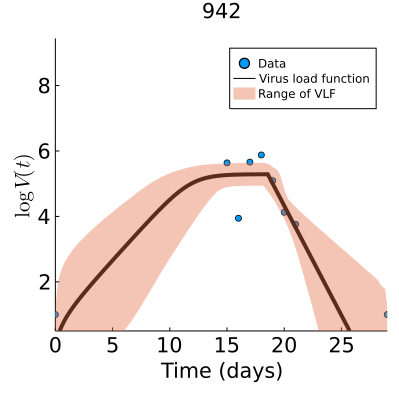 942
Data
Virus load function
Range of VLF
log V(t)
8
6
4
2
0 5 10 15 20 25
Time (days)